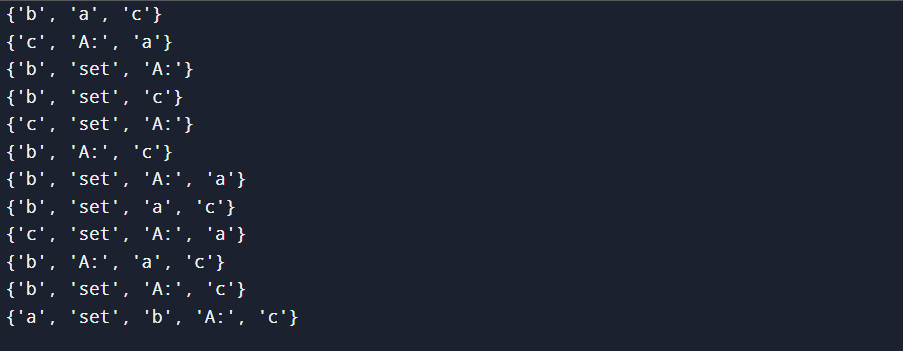 {'b', 'a', 'c'}
{'c', 'A:', 'a'}
{'b', 'set', 'A:'}
{'b', 'set', 'c'}
{'c', 'set', 'A:'}
{'b', 'A:', 'c'}
{'b', 'set', 'A:', 'a'}
{'b', 'set', 'a', 'c'}
{'c', 'set', 'A:', 'a'}
{'b', 'A:', 'a', 'c'}
{'b', 'set', 'A:', 'c'}
{'a', 'set', 'b', 'A:', 'c'}